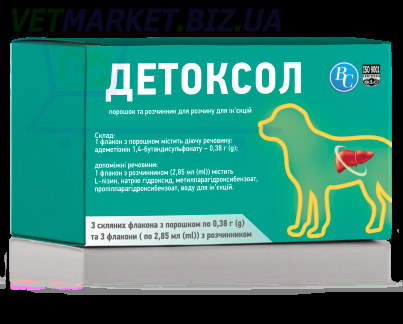 VETMARKET.BIZ.UA
ДЕТОКСОЛ
порошок та розчинник для розчину для ін'єкцій
ISO 9001
Склад:
1 флакон з порошком містить діючу речовину:
адеметіонін 1,4-бутандисульфонату – 0,38 г (g);
допоміжні речовини:
1 флакон з розчинником (2,85 мл (ml)) містить
L-лізин, натрію гідроксид, метилпарагідроксибензоат,
пропілпарагідроксибензоат, воду для ін'єкцій.
3 скляних флакона з порошком по 0,38 г (g)
та 3 флакони ( по 2,85 мл (ml)) з розчинником